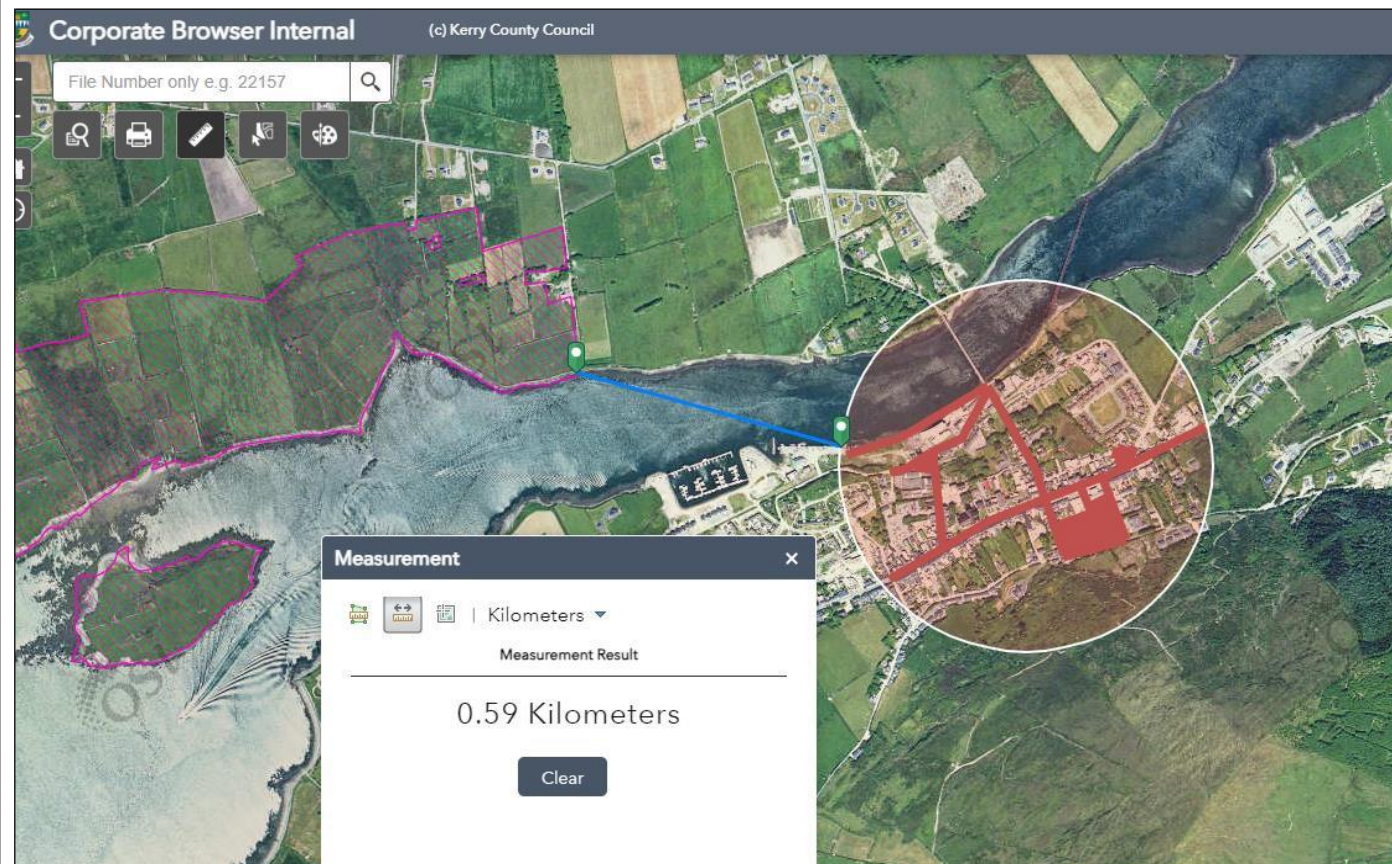 Corporate Browser Internal
(c) Kerry County Council
File Number only e.g. 22157
Measurement
×
| Kilometers
Measurement Result
0.59 Kilometers
Clear